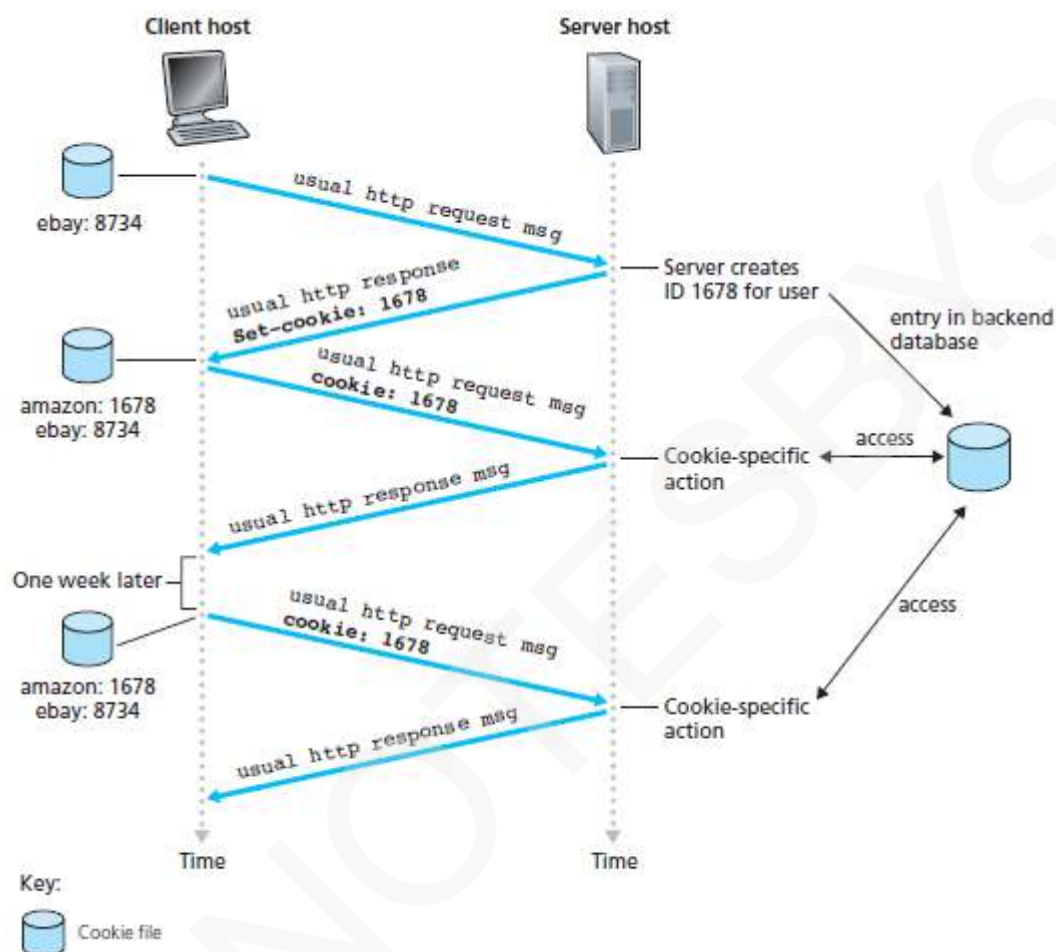 Client host
Server host
ebay: 8734
usual http request msg
Server creates
ID 1678 for user
entry in backend
database
usual http response
Set-cookie: 1678
amazon: 1678
ebay: 8734
usual http request msg
cookie: 1678
Cookie-specific
action
access
usual http response msg
One week later
usual http request msg
cookie: 1678
access
amazon: 1678
ebay: 8734
Cookie-specific
action
usual http response msg
Time
Time
Key:
Cookie file
NOTESBYS